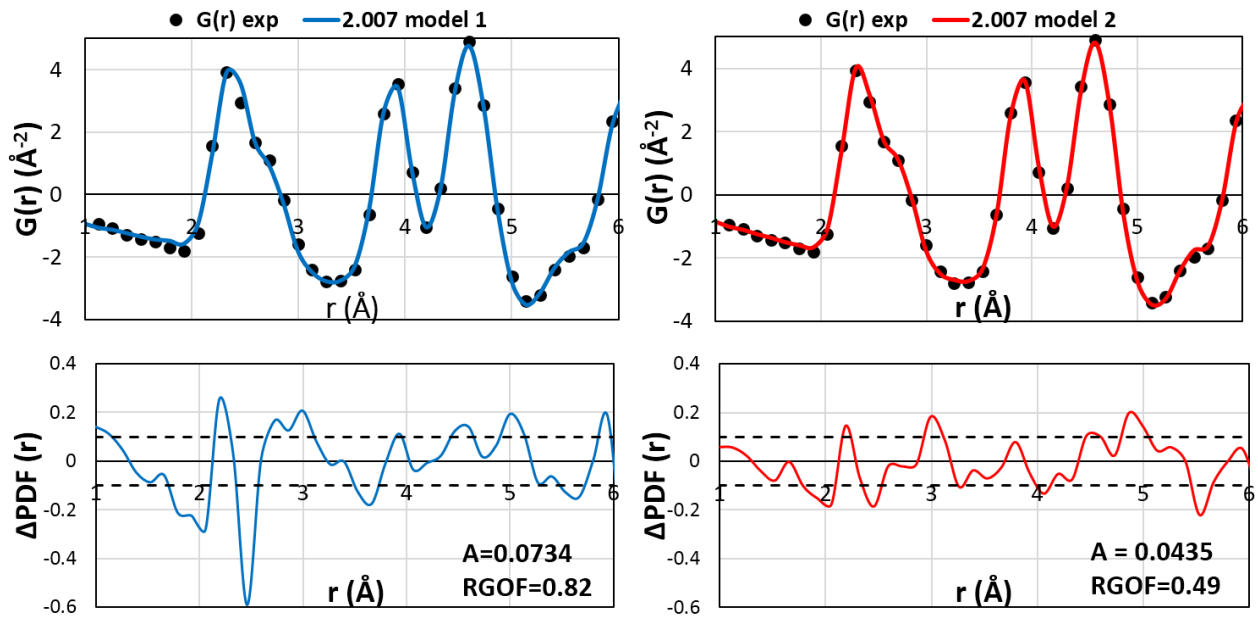 G(r) exp 2.007 model 1
G(r) (Å-2)
4
2
0
-2
-4
1 2 3 4 5 6
r (Å)
G(r) exp 2.007 model 2
G(r) (Å-2)
4
2
0
-2
-4
1 2 3 4 5 6
r (Å)
ΔPDF (r)
0.4
0.2
0
-0.2
-0.4
-0.6
1 2 3 4 5 6
A=0.0734
RGOF=0.82
r (Å)
ΔPDF (r)
0.4
0.2
0
-0.2
-0.4
-0.6
1 2 3 4 5 6
A = 0.0435
RGOF=0.49
r (Å)